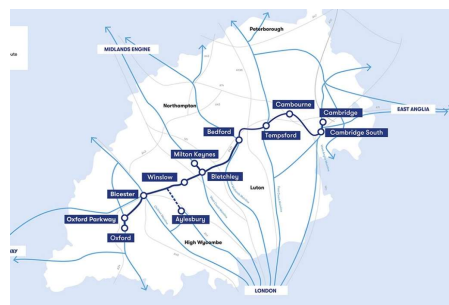 Peterborough
MIDLANDS ENGINE
Northampton
Cambourne
Cambridge
EAST ANGLIA
Bedford
Tempsford
Cambridge South
Milton Keynes
Bletchley
Winslow
Luton
Bicester
Aylesbury
Oxford Parkway
Oxford
High Wycombe
LONDON